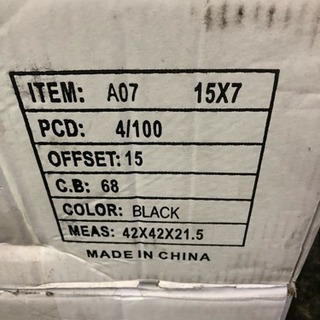 ITEM: A07 15X7
PCD: 4/100
OFFSET: 15
C.B: 68
COLOR: BLACK
MEAS: 42X42X21.5
MADE IN CHINA